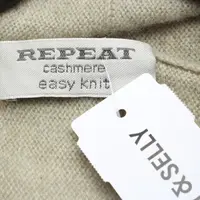 REPEAT
cashmere
easy knit
& SELLY